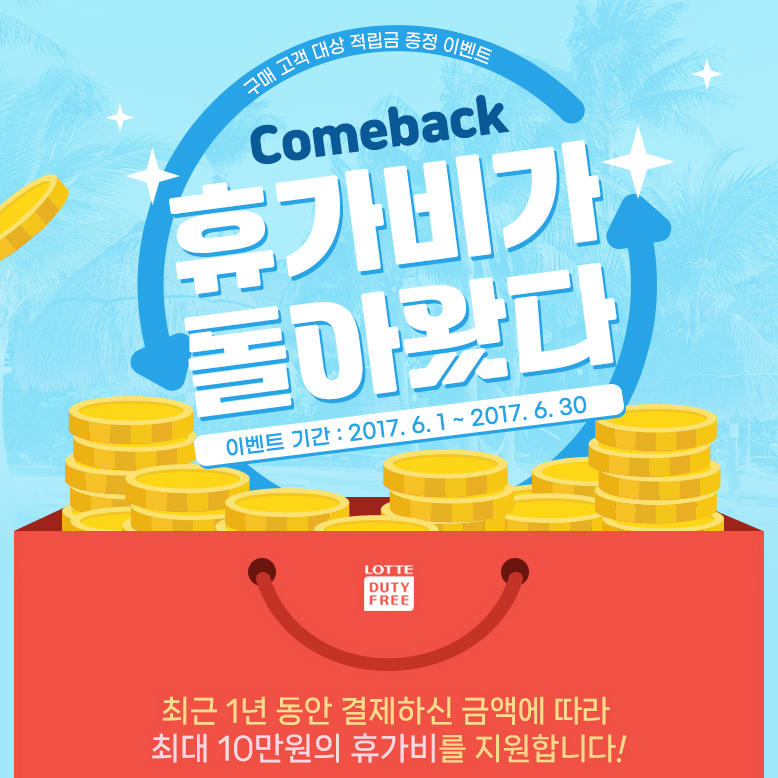 구매 고객 대상 적립금 증정 이벤트
Comeback
휴가비가
돌아왔다
이벤트 기간 : 2017. 6. 1 ~ 2017. 6. 30
LOTTE
DUTY
FREE
최근 1년 동안 결제하신 금액에 따라
최대 10만원의 휴가비를 지원합니다!